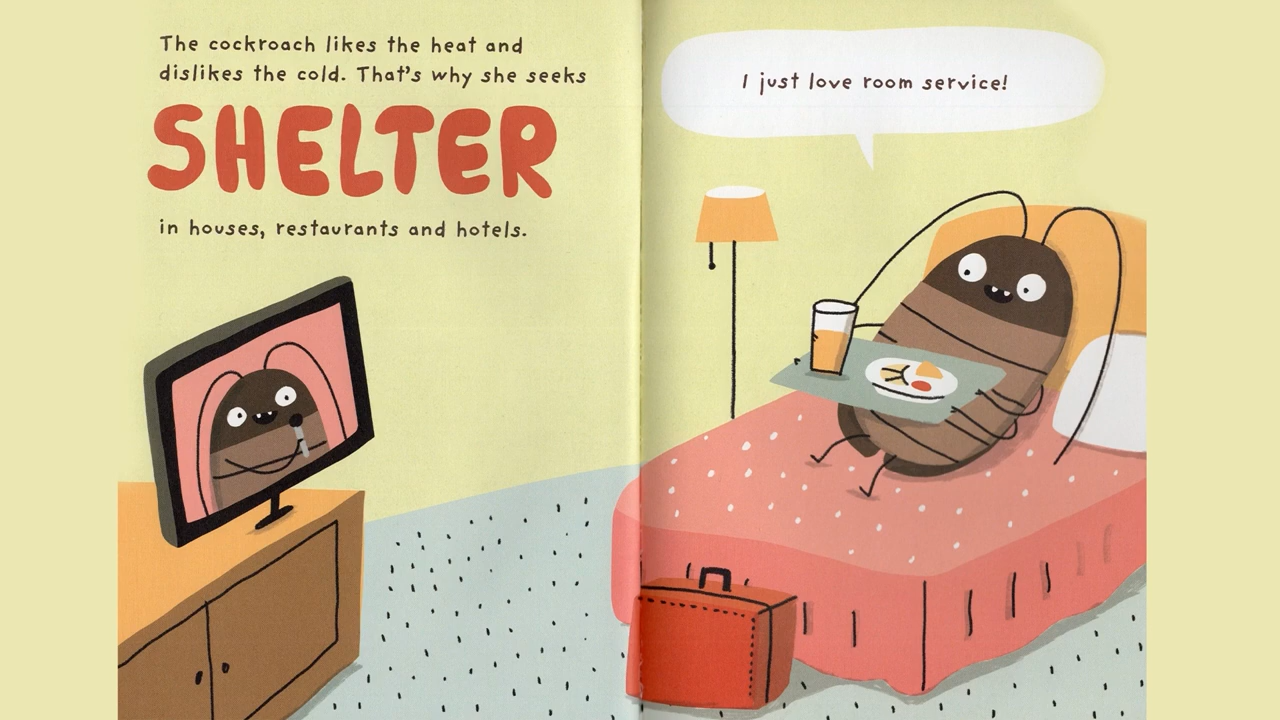 The cockroach likes the heat and
dislikes the cold. That's why she seeks
SHELTER
in houses, restaurants and hotels.
I just love room service!